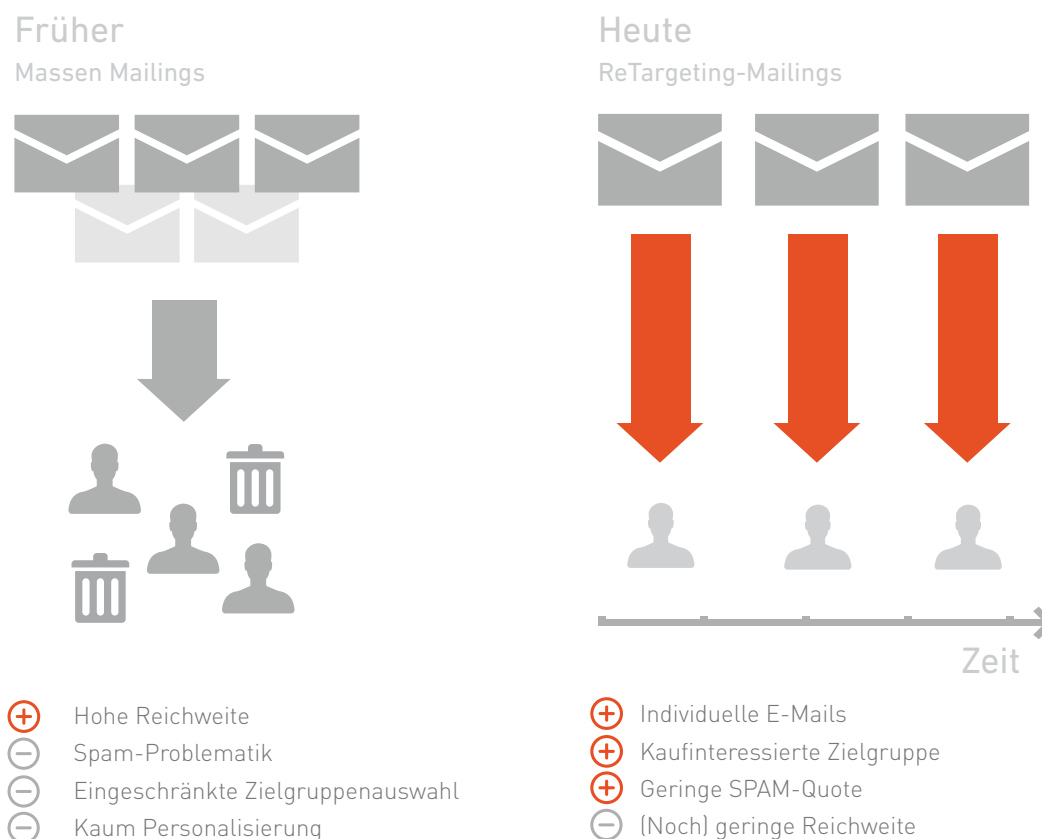 Früher
Massen Mailings
Hohe Reichweite
Spam-Problematik
Eingeschränkte Zielgruppenauswahl
Kaum Personalisierung
Heute
ReTargeting-Mailings
Zeit
Individuelle E-Mails
Kaufinteressierte Zielgruppe
Geringe SPAM-Quote
(Noch) geringe Reichweite